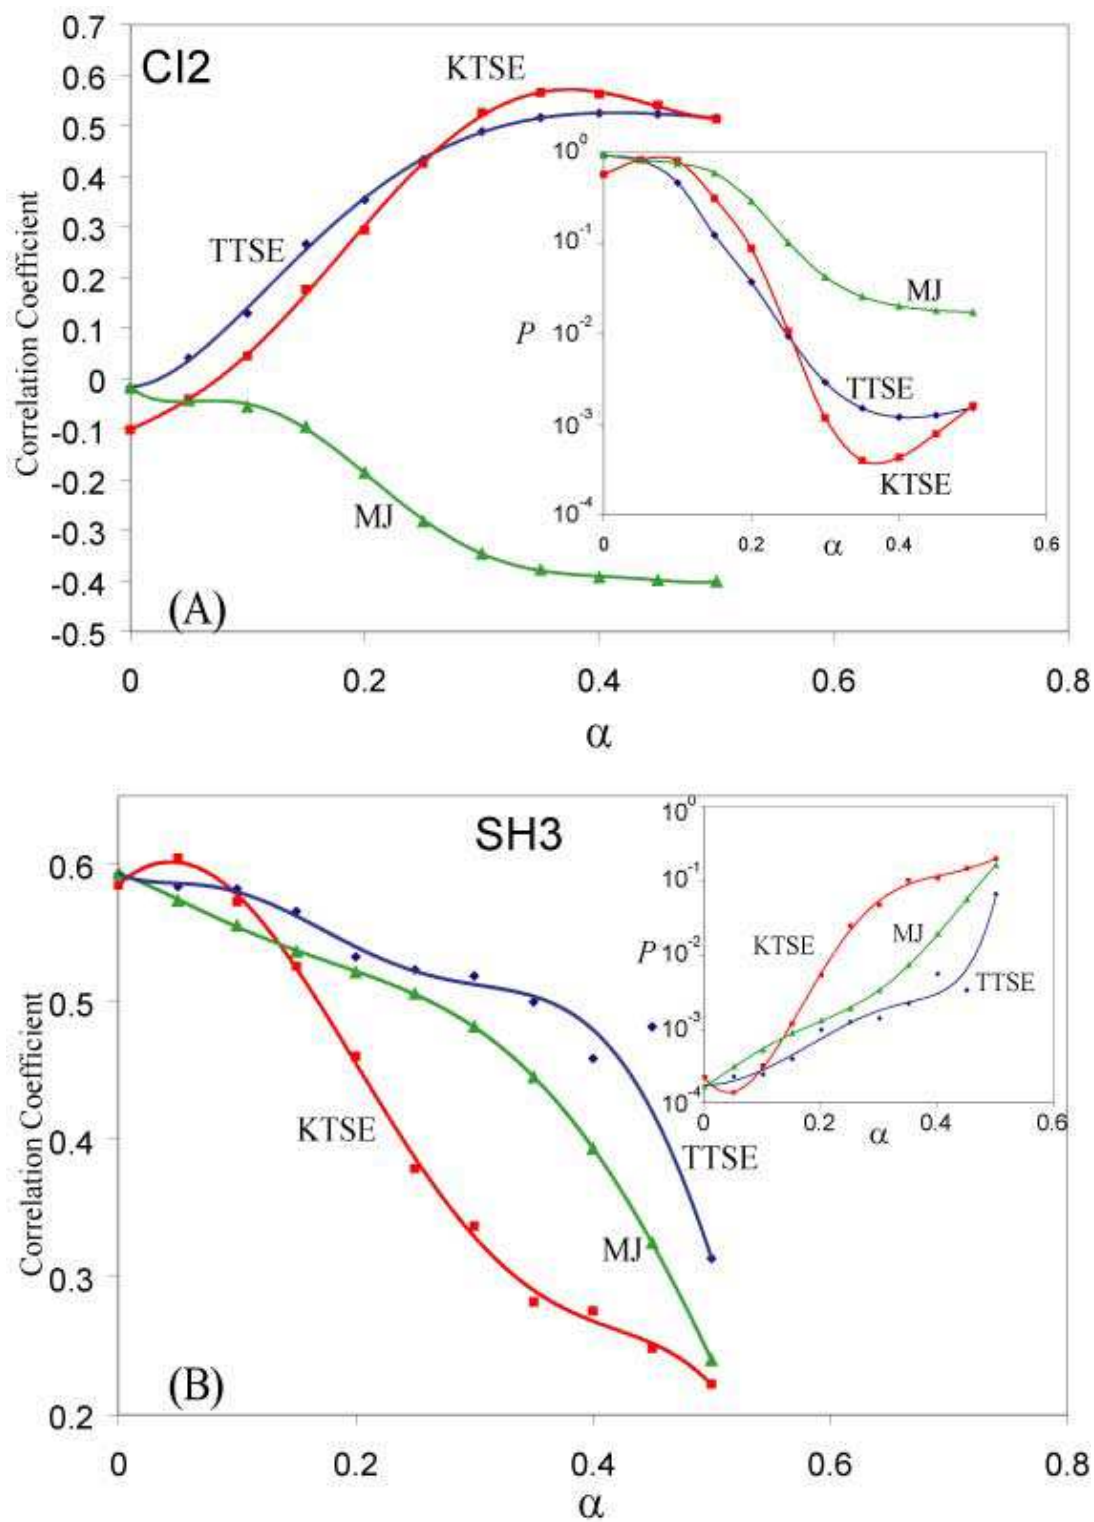 0.7
CI2
KTSE
0.6
0.5
0.4
0.3
0.2
0.1
0
-0.1
-0.2
-0.3
-0.4
-0.5
Correlation Coefficient
TTSE
MJ
(A)
0 0.2 0.4 0.6 0.8
α
10^0
10^-1
10^-2
10^-3
10^-4
P
MJ
TTSE
KTSE
0 0.2 α 0.4 0.6
SH3
0.6
0.5
0.4
0.3
0.2
Correlation Coefficient
KTSE
TTSE
MJ
(B)
0 0.2 0.4 0.6 0.8
α
10^0
10^-1
10^-2
10^-3
10^-4
P
KTSE
MJ
TTSE
0 0.2 α 0.4 0.6